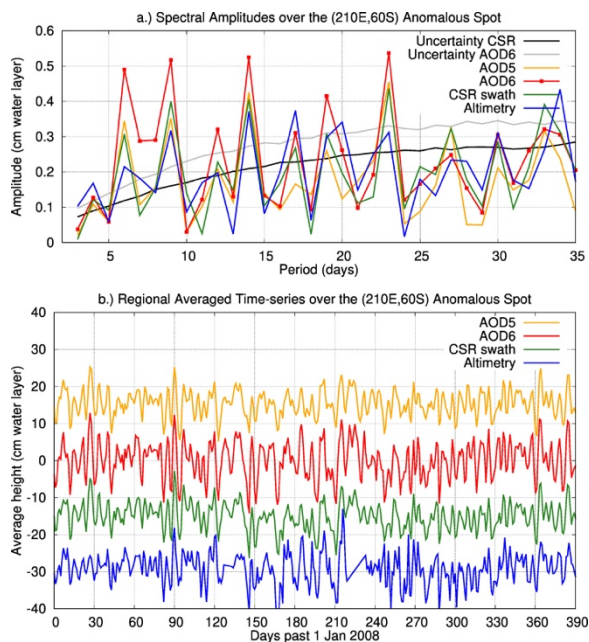 a.) Spectral Amplitudes over the (210E,60S) Anomalous Spot
Amplitude (cm water layer)
0.6
0.5
0.4
0.3
0.2
0.1
0
Uncertainty CSR
Uncertainty AOD6
AOD5
AOD6
CSR swath
Altimetry
5 10 15 20 25 30 35
Period (days)
b.) Regional Averaged Time-series over the (210E,60S) Anomalous Spot
Average height (cm water layer)
40
30
20
10
0
-10
-20
-30
-40
AOD5
AOD6
CSR swath
Altimetry
0 30 60 90 120 150 180 210 240 270 300 330 360 390
Days past 1 Jan 2008